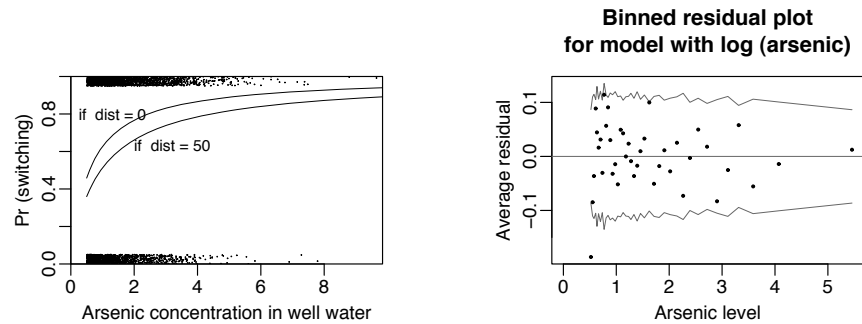 Pr (switching)
0.0 0.4 0.8
if dist = 0
if dist = 50
0 2 4 6 8
Arsenic concentration in well water
Binned residual plot
for model with log (arsenic)
Average residual
−0.1 0.0 0.1
0 1 2 3 4 5
Arsenic level